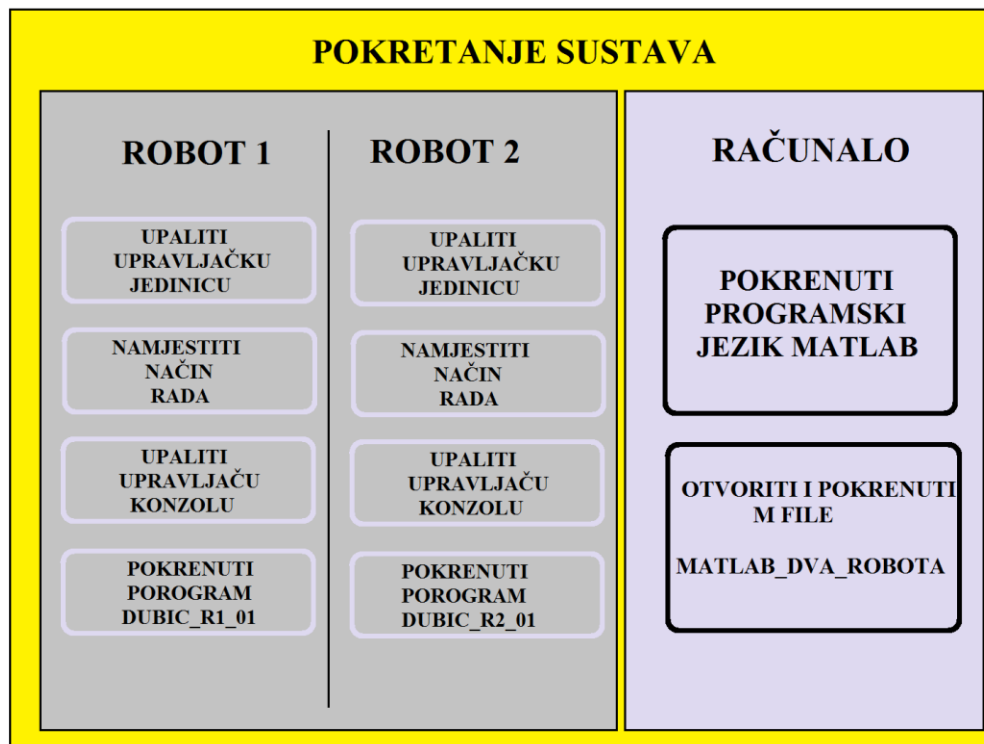 POKRETANJE SUSTAVA
ROBOT 1
UPALITI
UPRAVLJAČKU
JEDINICU
NAMJESTITI
NAČIN
RADA
UPALITI
UPRAVLJAČU
KONZOLU
POKRENUTI
POROGRAM
DUBIC_R1_01
ROBOT 2
UPALITI
UPRAVLJAČKU
JEDINICU
NAMJESTITI
NAČIN
RADA
UPALITI
UPRAVLJAČU
KONZOLU
POKRENUTI
POROGRAM
DUBIC_R2_01
RAČUNALO
POKRENUTI
PROGRAMSKI
JEZIK MATLAB
OTVORITI I POKRENUTI
M FILE
MATLAB_DVA_ROBOTA